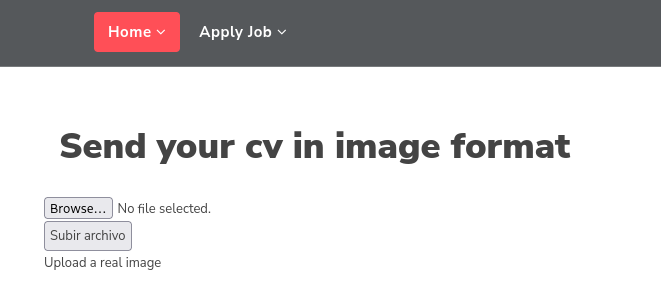 Home Apply Job
Send your cv in image format
Browse... No file selected.
Subir archivo
Upload a real image